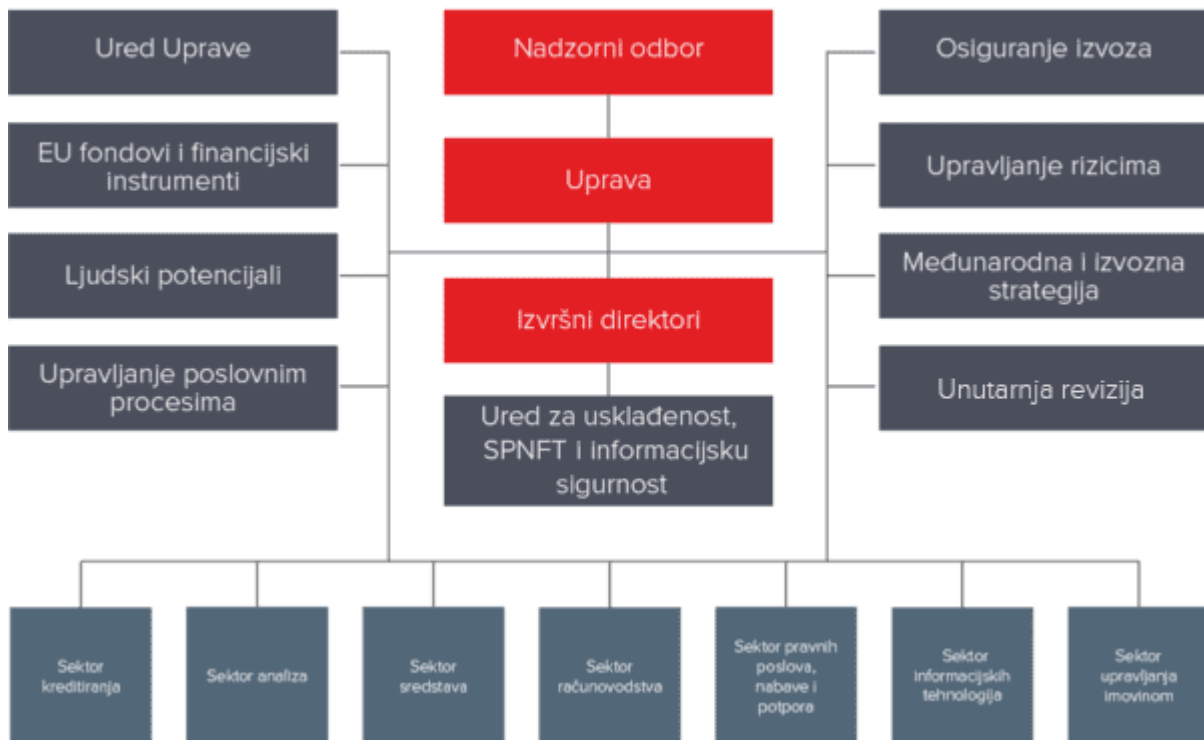 Ured Uprave
Nadzorni odbor
Osiguranje izvoza
EU fondovi i financijski
instrumenti
Uprava
Upravljanje rizicima
Ljudski potencijali
Izvršni direktori
Međunarodna i izvozna
strategija
Upravljanje poslovnim
procesima
Ured za usklađenost,
SPNFT i informacijsku
sigurnost
Unutarnja revizija
Sektor
kreditiranja
Sektor analiza
Sektor
sredstava
Sektor
računovodstva
Sektor pravnih
poslova,
nabave i
potpora
Sektor
informacijskih
tehnologija
Sektor
upravljanja
imovinom